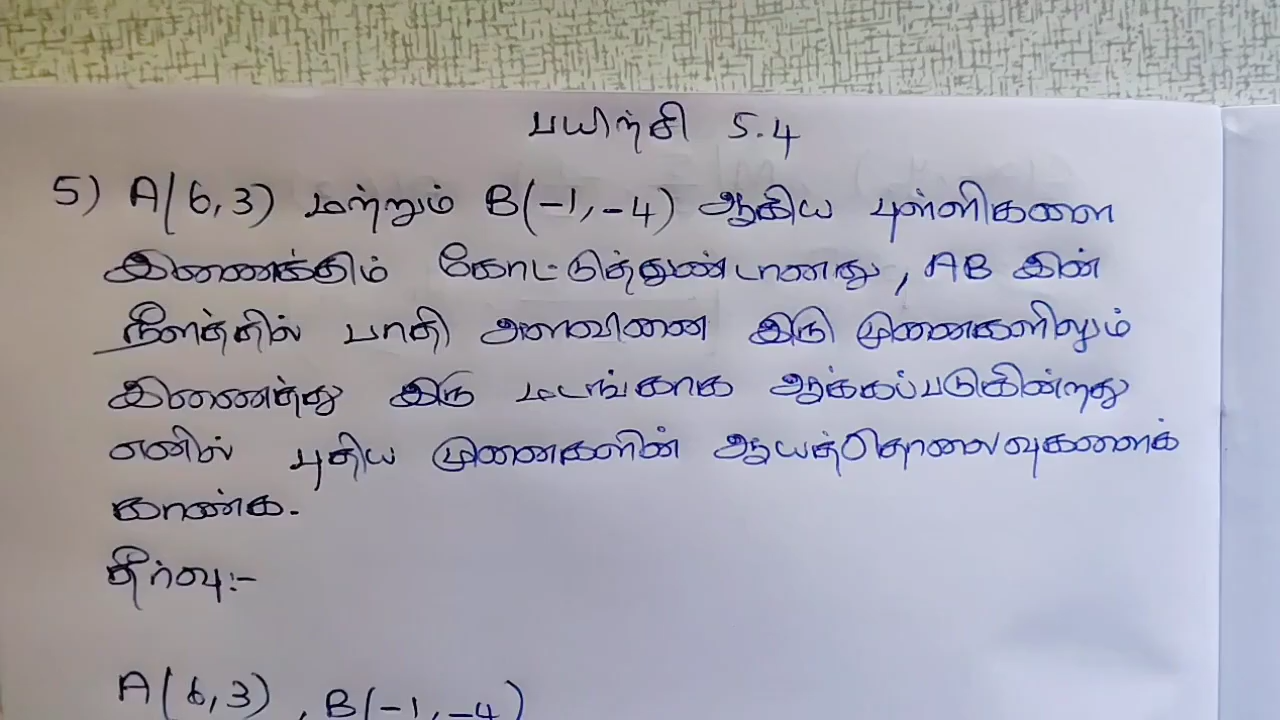 பயிற்சி 5.4
5) A(6,3) மற்றும் B(-1,-4) ஆகிய புள்ளிகளை
இணைக்கும் கோட்டுத்துண்டானது, AB இன்
நீளத்தில் பாதி அளவினை இரு முனைகளிலும்
இணைத்து இரு மடங்காக ஆக்கப்படுகின்றது
எனில் புதிய முனைகளின் ஆயத்தொலைவுகளைக்
காண்க.
தீர்வு:-
A(6,3), B(-1,-4)